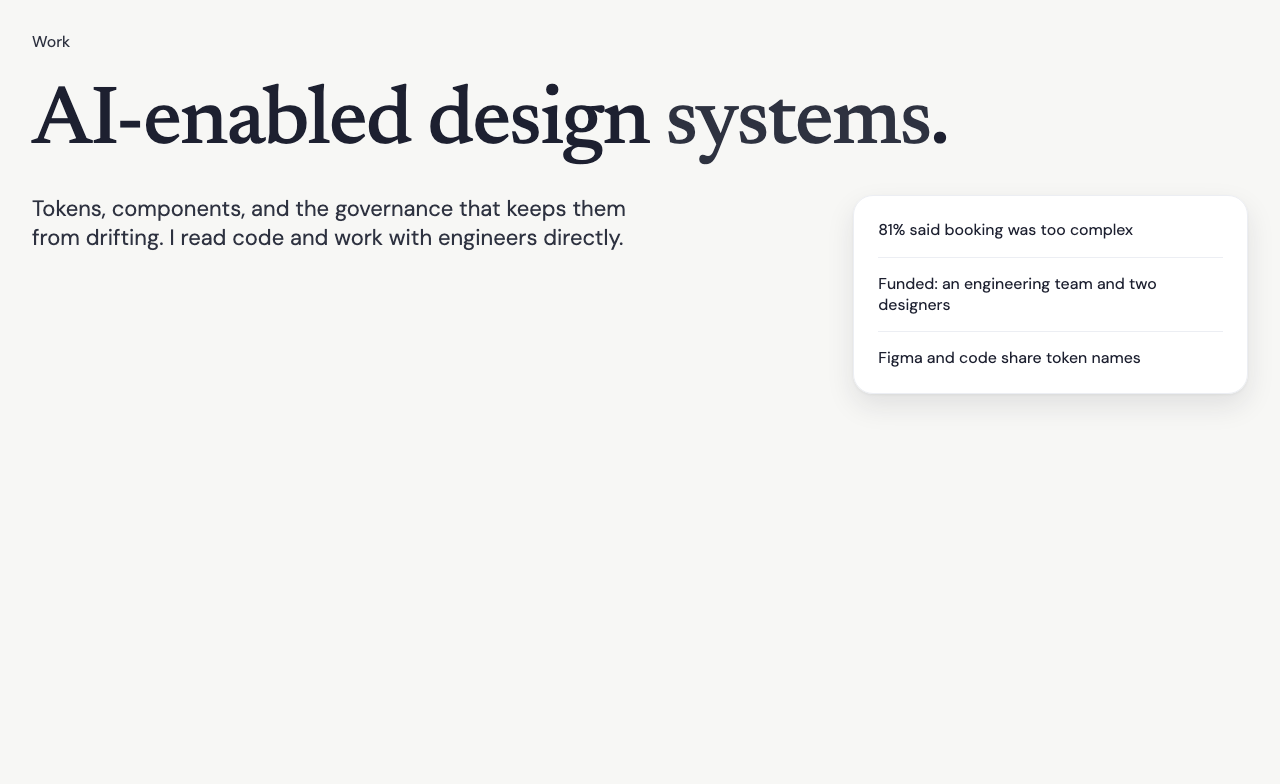 Work
AI-enabled design systems.
Tokens, components, and the governance that keeps them
from drifting. I read code and work with engineers directly.
81% said booking was too complex
Funded: an engineering team and two
designers
Figma and code share token names